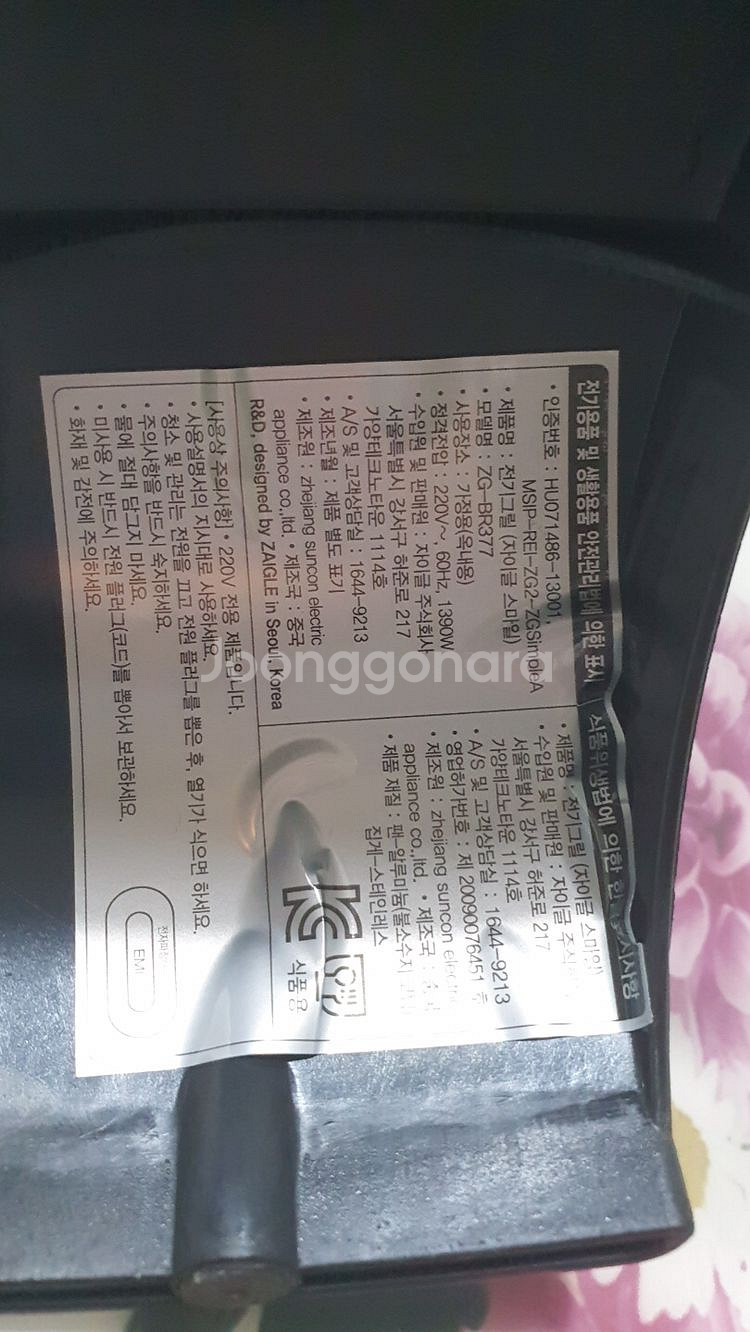 전기용품 및 생활용품 안전관리법에 의한 표시
• 인증번호 : HU071486-13001,
MSIP-REI-ZG2-ZGSimpleA
• 제품명 : 전기그릴 (자이글 스마일)
• 모델명 : ZG-BR377
• 사용장소 : 가정용(옥내용)
• 정격전압 : 220V~, 60Hz, 1390W
• 수입원 및 판매원 : 자이글 주식회사
서울특별시 강서구 허준로 217
가양테크노타운 1114호
• A/S 및 고객상담실 : 1644-9213
• 제조년월 : 제품 별도 표기
• 제조원 : zhejiang suncon electric
appliance co.,ltd. • 제조국 : 중국
R&D, designed by ZAIGLE in Seoul, Korea
식품위생법에 의한 한 시사항
• 제품명 : 전기그릴 (자이글 스마일)
• 수입원 및 판매원 : 자이글 주식
서울특별시 강서구 허준로 217
가양테크노타운 1114호
• A/S 및 고객상담실 : 1644-9213
• 영업허가번호 : 제 20090076451 호
• 제조원 : zhejiang suncon electric
appliance co.,ltd. • 제조국 :
• 제품 재질 : 팬-알루미늄(불소수지
집게-스테인레스
식품용
[사용상 주의사항] • 220V 전용 제품입니다.
• 사용설명서의 지시대로 사용하세요.
• 청소 및 관리는 전원을 끄고 전원 플러그를 뽑은 후, 열기가 식으면 하세요.
• 주의사항을 반드시 숙지하세요.
• 물에 절대 담그지 마세요.
• 미사용 시 반드시 전원 플러그(코드)를 뽑아서 보관하세요.
• 화재 및 감전에 주의하세요.
전자파
EMI
Joonggonara